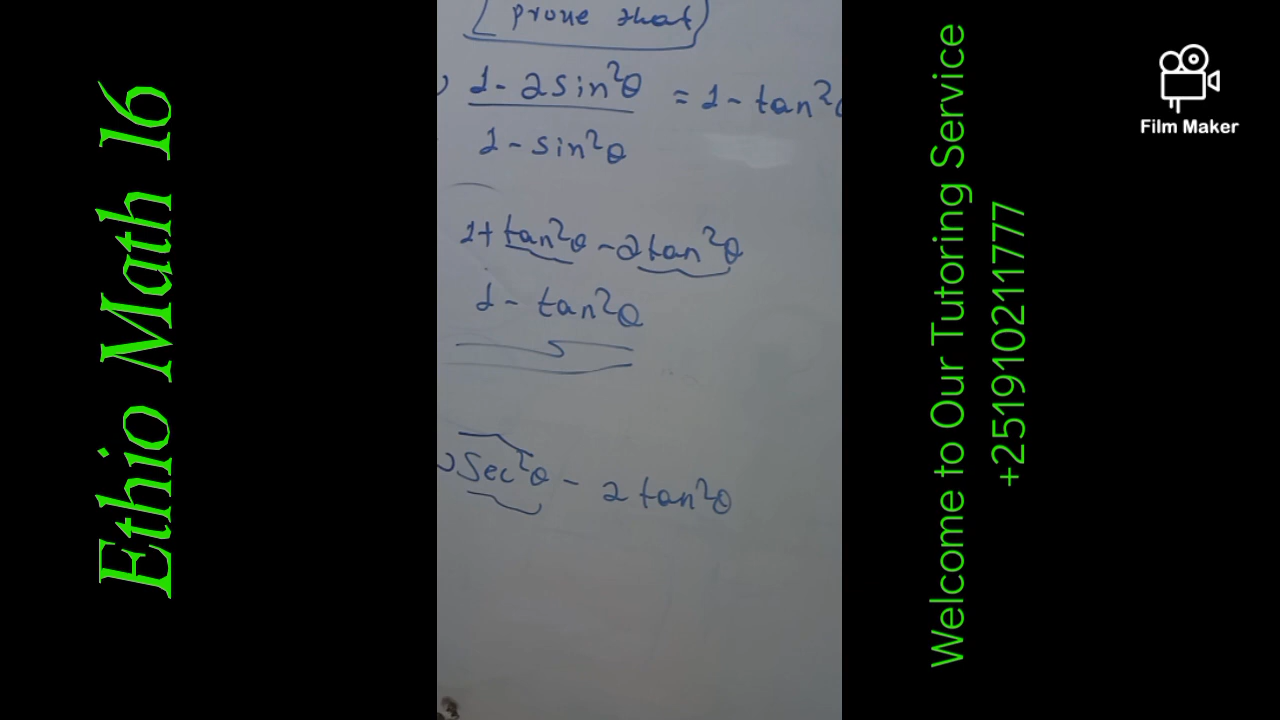 Ethio Math 16
prove that
1 - 2sin²θ = 1 - tan²θ
1 - sin²θ
1 + tan²θ - 2tan²θ
1 - tan²θ
) sec²θ - 2tan²θ
Welcome to Our Tutoring Service
+251910211777
Film Maker